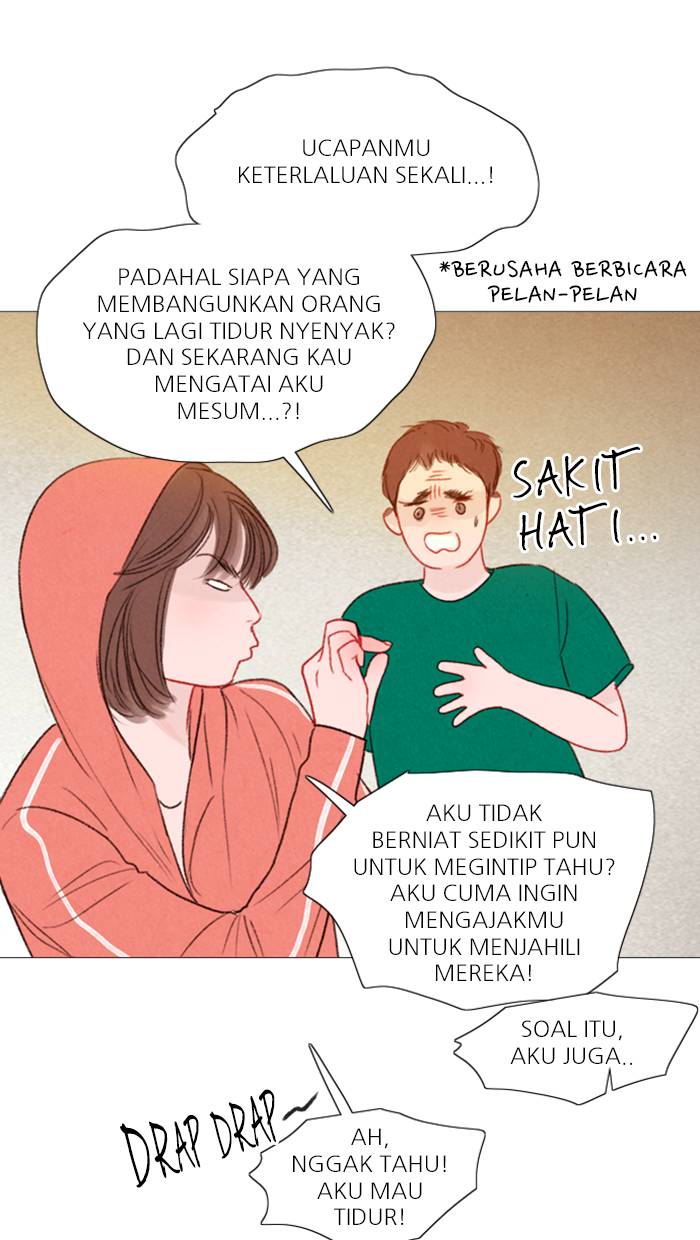 UCAPANMU
KETERLALUAN SEKALI...!
*BERUSAHA BERBICARA
PELAN-PELAN
PADAHAL SIAPA YANG
MEMBANGUNKAN ORANG
YANG LAGI TIDUR NYENYAK?
DAN SEKARANG KAU
MENGATAI AKU
MESUM...?!
SAKIT
HATI...
AKU TIDAK
BERNIAT SEDIKIT PUN
UNTUK MEGINTIP TAHU?
AKU CUMA INGIN
MENGAJAKMU
UNTUK MENJAHILI
MEREKA!
SOAL ITU,
AKU JUGA..
DRAP DRAP~
AH,
NGGAK TAHU!
AKU MAU
TIDUR!